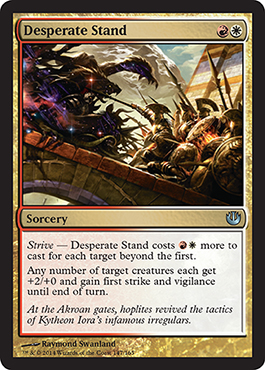 Desperate Stand
Sorcery
Strive — Desperate Stand costs more to
cast for each target beyond the first.
Any number of target creatures each get
+2/+0 and gain first strike and vigilance
until end of turn.
At the Akroan gates, hoplites revived the tactics
of Kytheon Iora's infamous irregulars.
Raymond Swanland
™ & © 2014 Wizards of the Coast 147/165